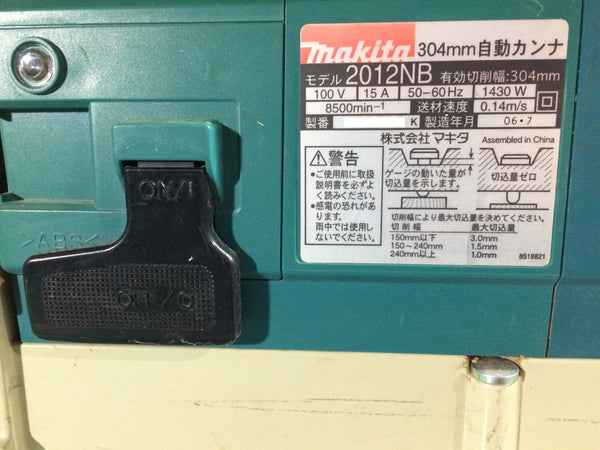 makita 304mm自動カンナ
モデル 2012NB 有効切削幅:304mm
100 V 15 A 50-60Hz 1430 W
8500min⁻¹ 送材速度 0.14m/s
製番 K 製造年月 06・7
株式会社 マキタ Assembled in China
警告
●ご使用前に取扱
説明書を必ずよ
く読みください。
●感電の恐れが
あります。
雨中では使用し
ないでください。
ゲージの動いた量が
切込量を示します。
切込量ゼロ
切削幅により最大切込量を決めてください。
切削幅 最大切込量
150mm以下 3.0mm
150~240mm 1.5mm
240mm以上 1.0mm
8518821
ON/I
OFF/O
>ABS<